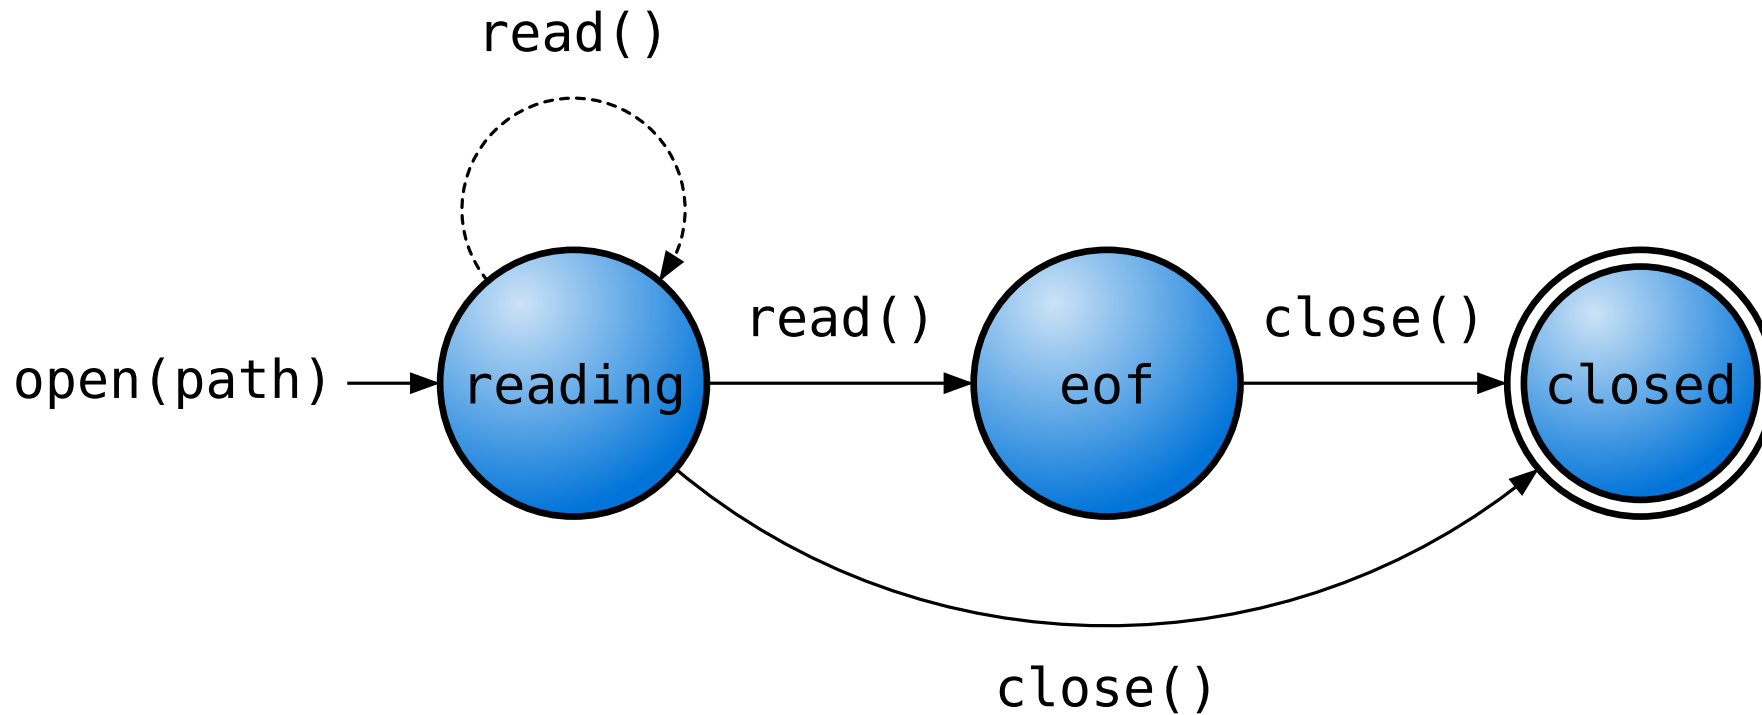 read()
read()
close()
open(path)
reading
eof
closed
close()